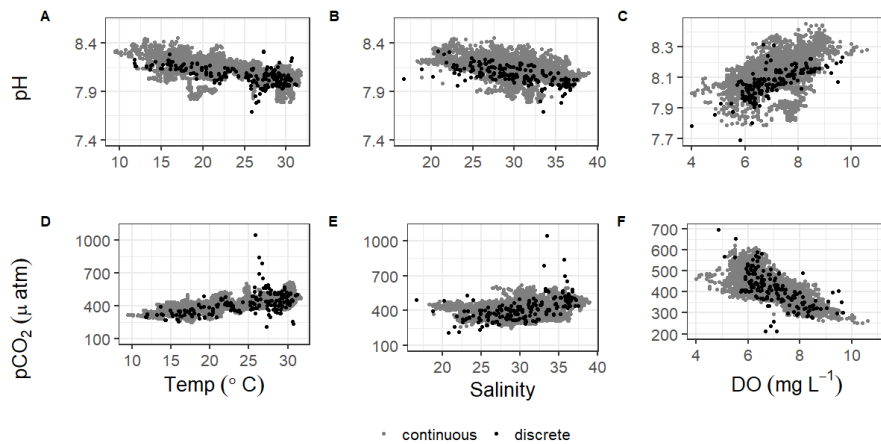 A
B
C
pH
8.4
7.9
7.4
10 15 20 25 30
8.4
7.9
7.4
20 25 30 35 40
8.3
8.1
7.9
7.7
4 6 8 10
D
E
F
pCO₂ (μ atm)
1000
700
400
100
10 15 20 25 30
Temp (° C)
1000
700
400
100
20 25 30 35 40
Salinity
700
600
500
400
300
200
4 6 8 10
DO (mg L⁻¹)
continuous discrete